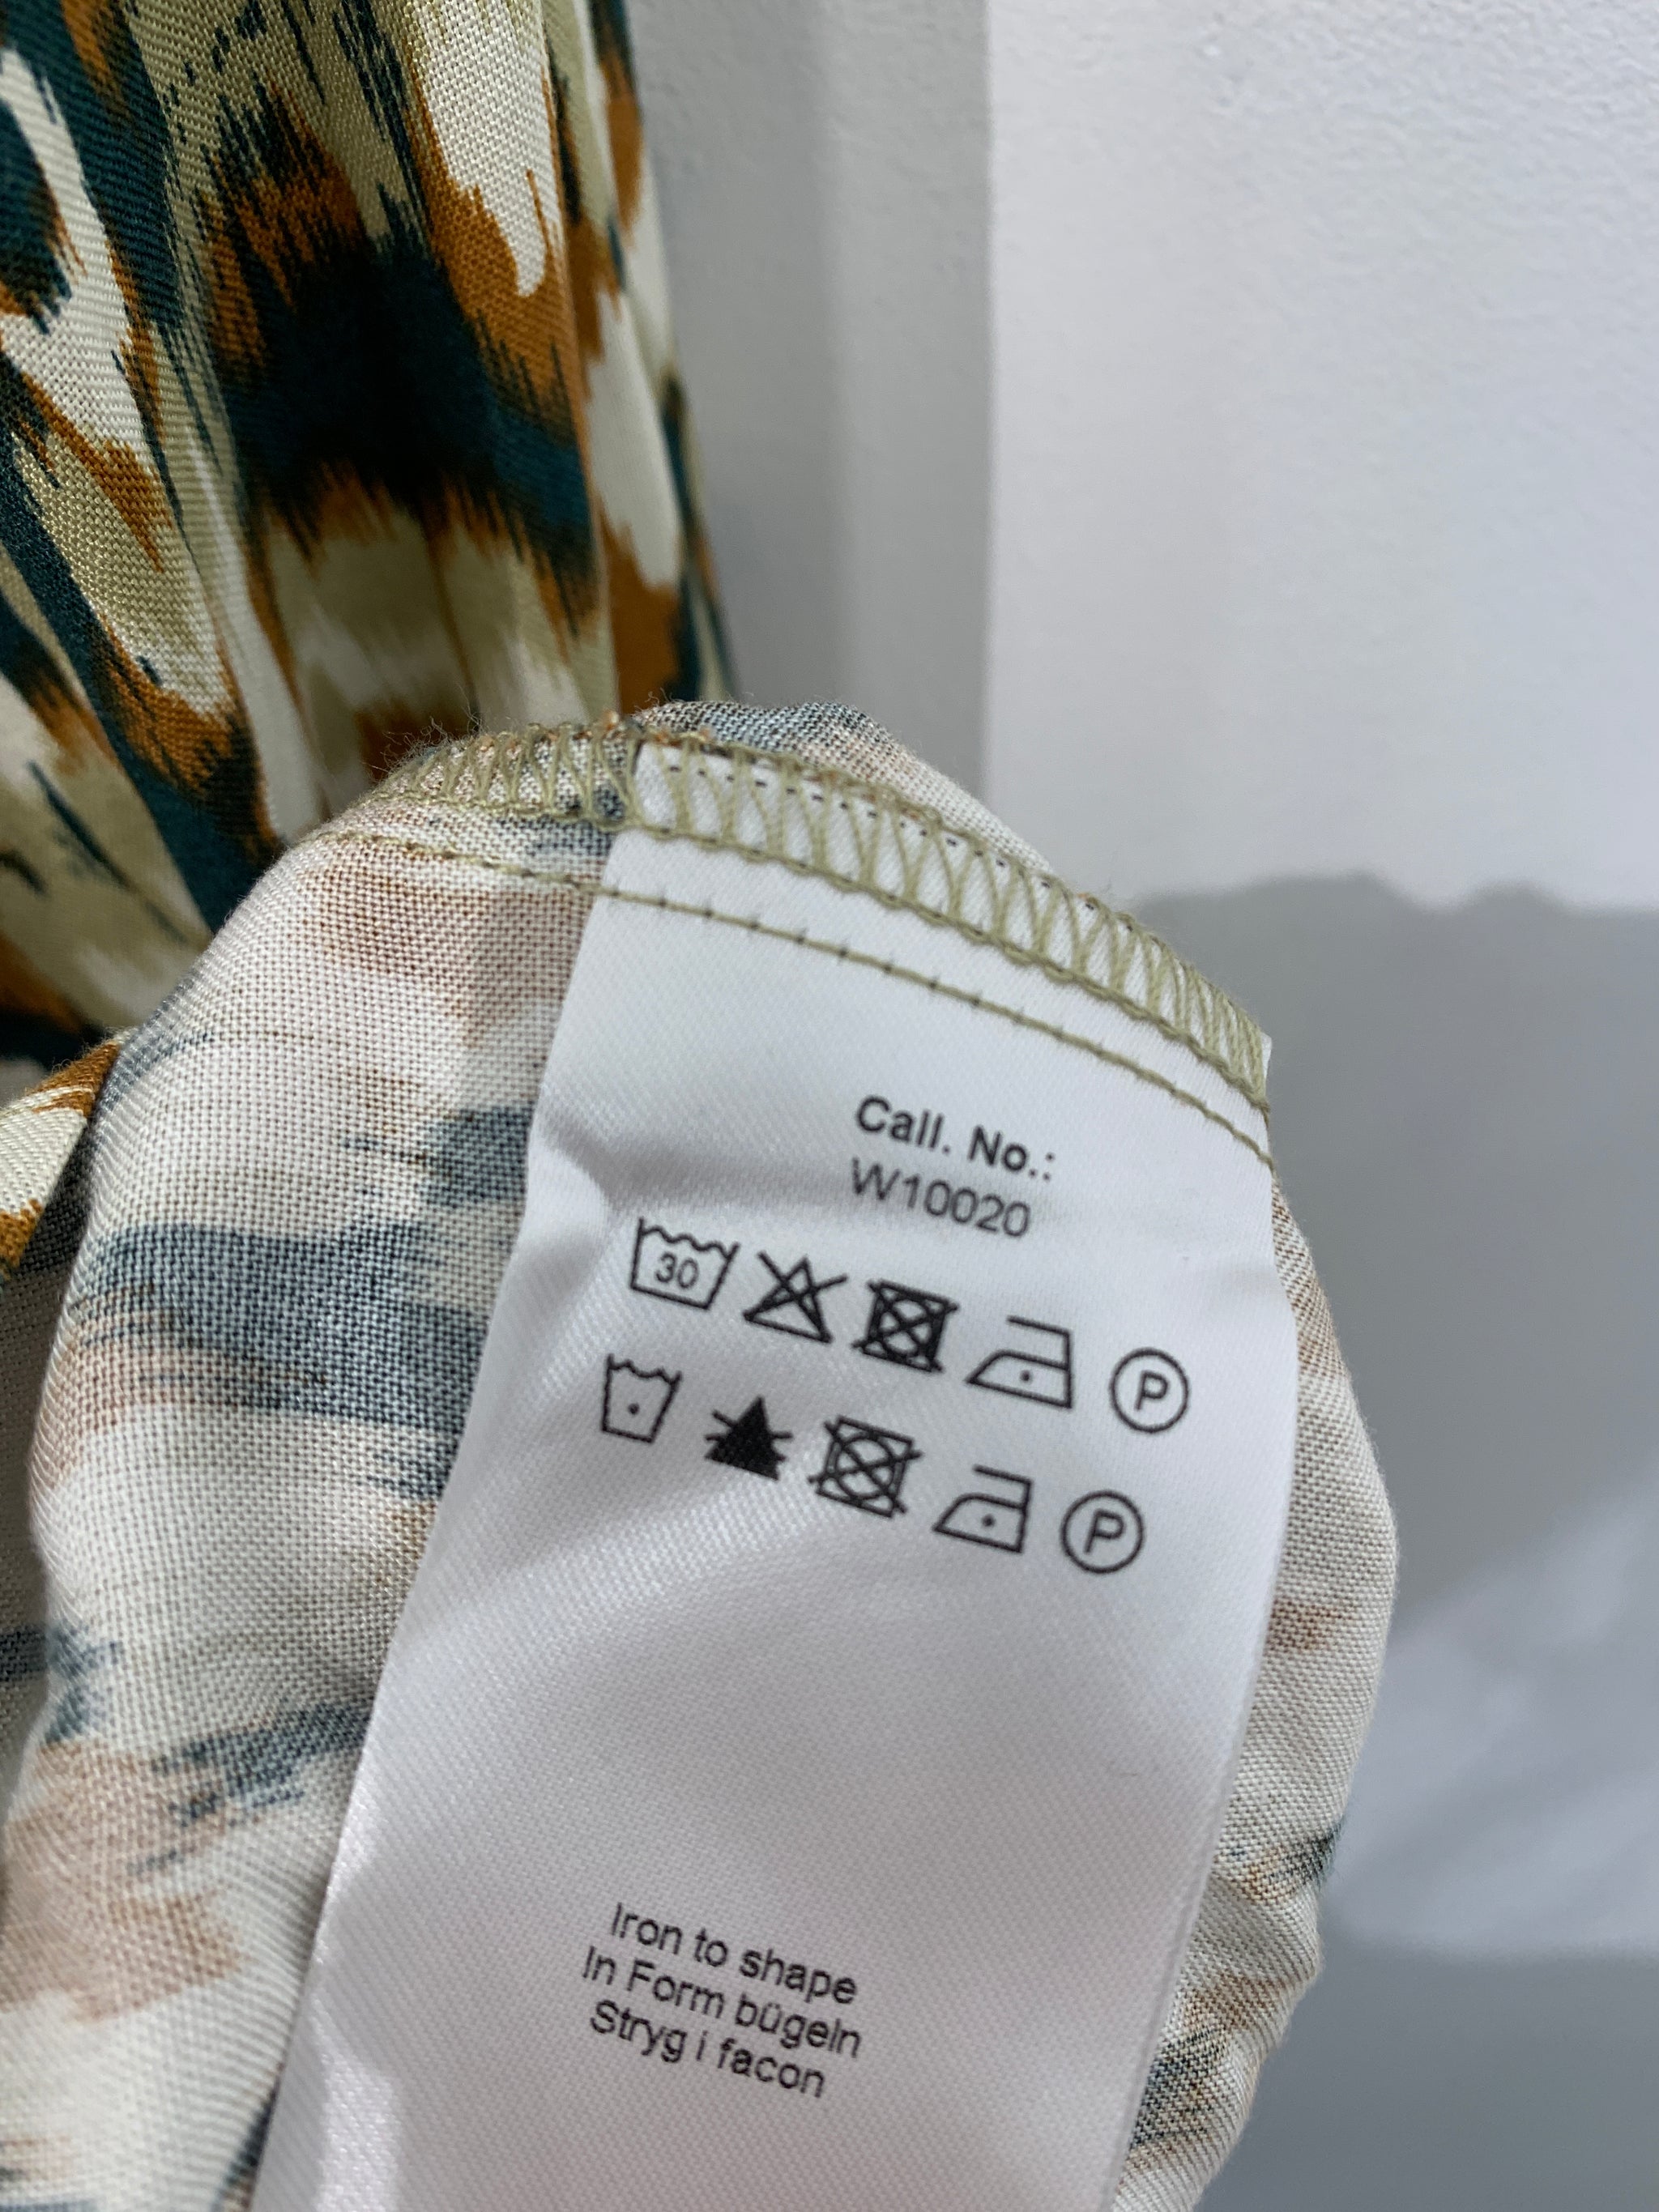 Call. No.:
W10020
30
P
P
Iron to shape
In Form bügeln
Stryg i facon